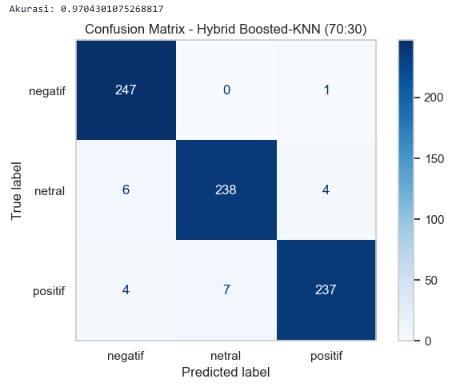 Akurasi: 0.9704301075268817
Confusion Matrix - Hybrid Boosted-KNN (70:30)
negatif 247 0 1
netral 6 238 4
positif 4 7 237
negatif netral positif
Predicted label
True label
200
150
100
50
0